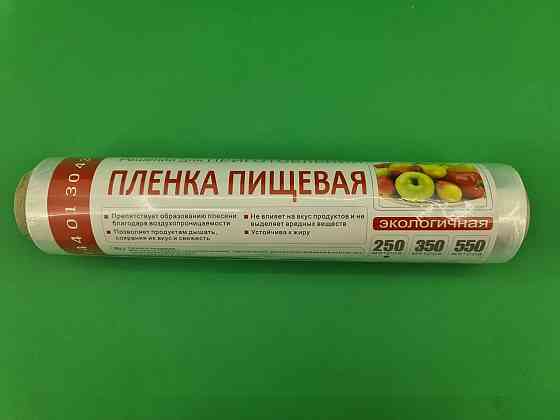 ПЛЕНКА ПИЩЕВАЯ
Препятствует образованию плесени
благодаря воздухопроницаемости
Позволяет продуктам дышать,
сохраняя их вкус и свежесть
Не влияет на вкус продуктов и не
выделяет вредных веществ
Устойчива к жиру
экологичная
250 350 550
4013042